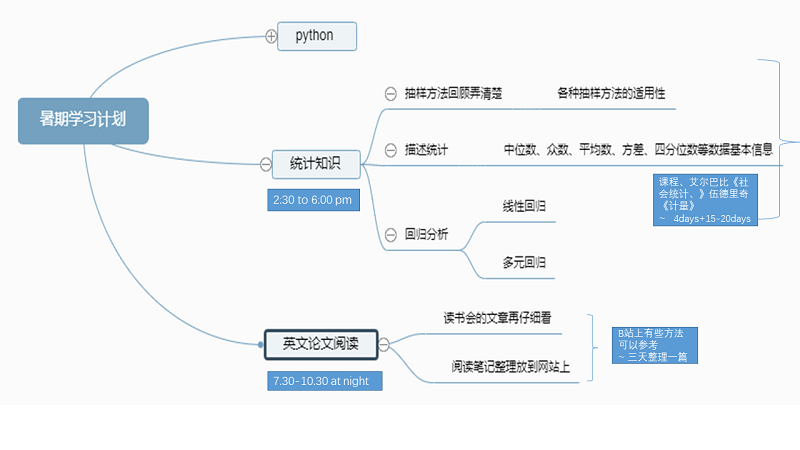 python
暑期学习计划
抽样方法回顾弄清楚
各种抽样方法的适用性
统计知识
描述统计
中位数、众数、平均数、方差、四分位数等数据基本信息
2:30 to 6:00 pm
课程、艾尔巴比《社
会统计、》伍德里奇
《计量》
~ 4days+15-20days
线性回归
回归分析
多元回归
读书会的文章再仔细看
英文论文阅读
B站上有些方法
可以参考
~ 三天整理一篇
阅读笔记整理放到网站上
7.30-10.30 at night